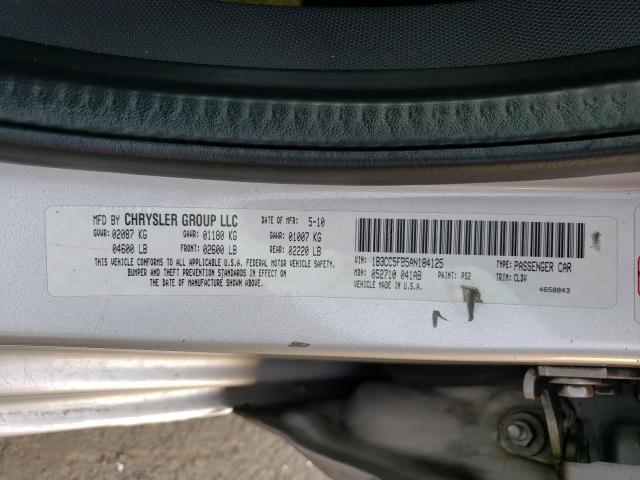 MFD BY CHRYSLER GROUP LLC DATE OF MFR: 5-10
GVWR: 02087 KG GAWR: 01180 KG GAWR: 01007 KG
04600 LB FRONT: 02600 LB REAR: 02220 LB
THIS VEHICLE CONFORMS TO ALL APPLICABLE U.S.A. FEDERAL MOTOR VEHICLE SAFETY,
BUMPER AND THEFT PREVENTION STANDARDS IN EFFECT ON
THE DATE OF MANUFACTURE SHOWN ABOVE.
VIN: 1B3CC5FB5AN184125 TYPE: PASSENGER CAR
MDH: 052710 041AB PAINT: PS2 TRIM: CLDV
VEHICLE MADE IN U.S.A. 4658043